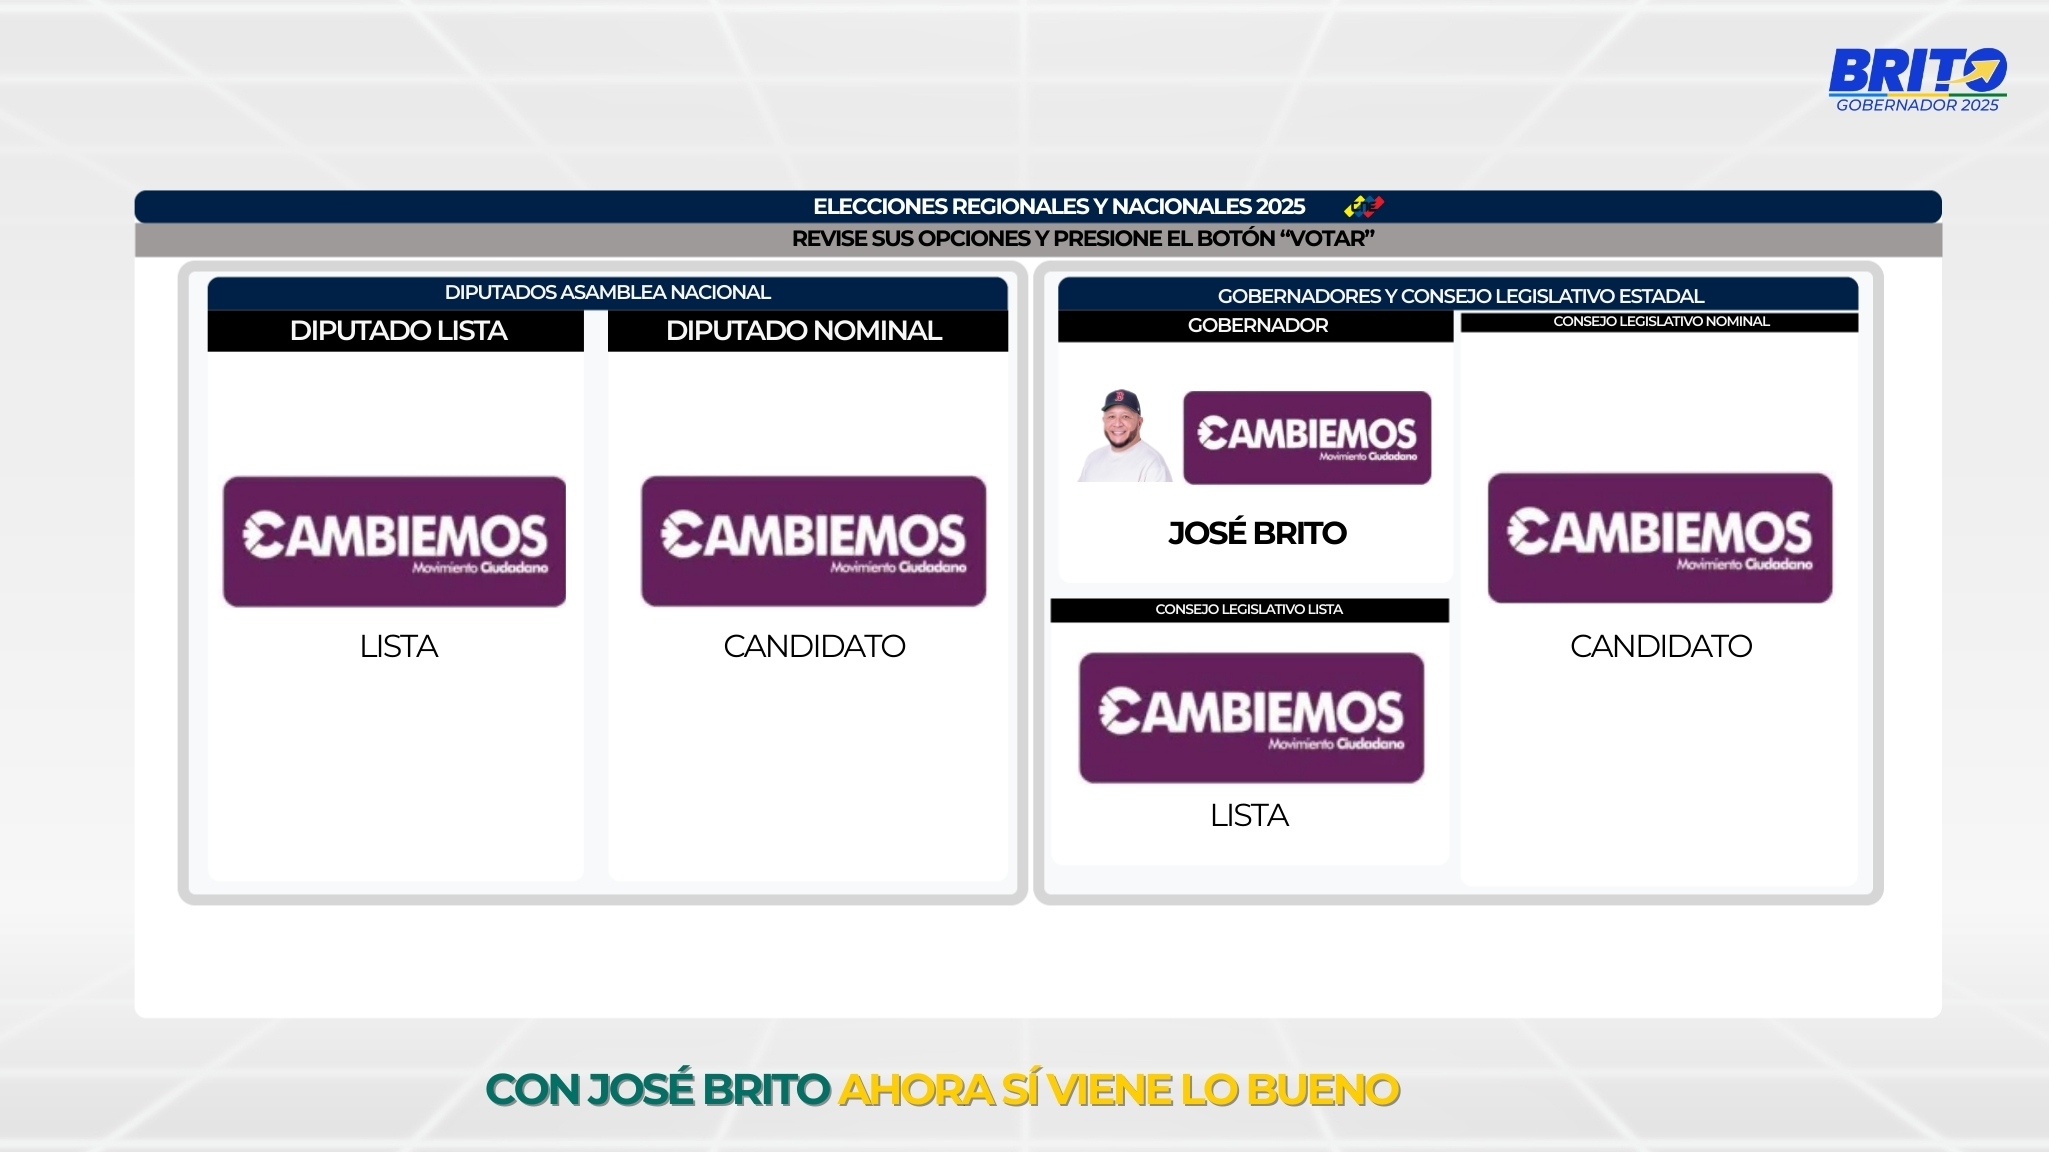 BRITO
GOBERNADOR 2025
ELECCIONES REGIONALES Y NACIONALES 2025
REVISE SUS OPCIONES Y PRESIONE EL BOTÓN “VOTAR”
DIPUTADOS ASAMBLEA NACIONAL
DIPUTADO LISTA
CAMBIEMOS
Movimiento Ciudadano
LISTA
DIPUTADO NOMINAL
CAMBIEMOS
Movimiento Ciudadano
CANDIDATO
GOBERNADORES Y CONSEJO LEGISLATIVO ESTADAL
GOBERNADOR
B
CAMBIEMOS
Movimiento Ciudadano
JOSÉ BRITO
CONSEJO LEGISLATIVO LISTA
CAMBIEMOS
Movimiento Ciudadano
LISTA
CONSEJO LEGISLATIVO NOMINAL
CAMBIEMOS
Movimiento Ciudadano
CANDIDATO
CON JOSÉ BRITO AHORA SÍ VIENE LO BUENO